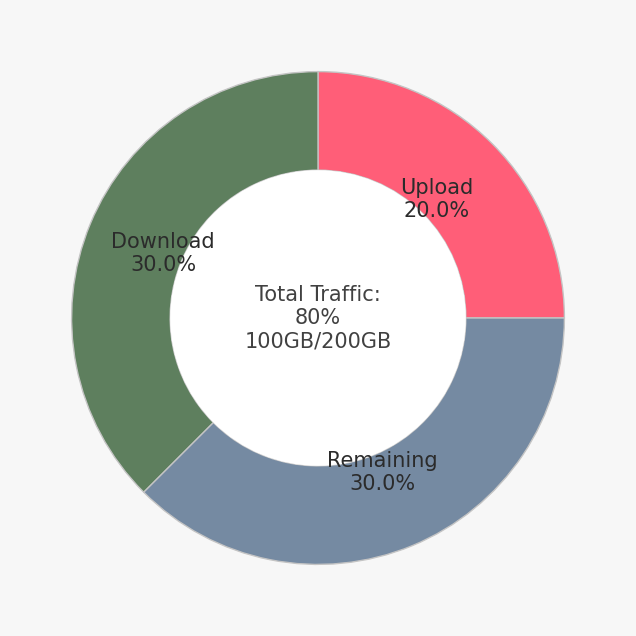 Upload
20.0%
Download
30.0%
Total Traffic:
80%
100GB/200GB
Remaining
30.0%